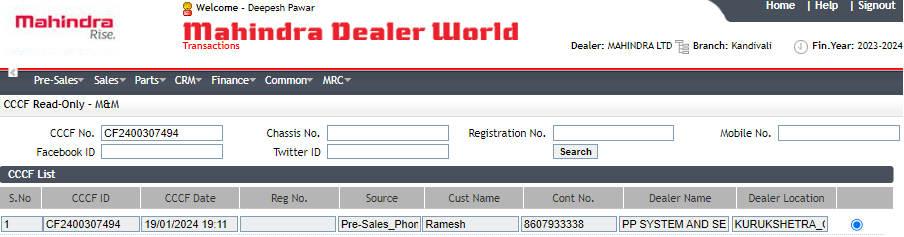 Mahindra
Rise.
Welcome - Deepesh Pawar
Mahindra Dealer World
Transactions
Home | Help | Signout
Dealer: MAHINDRA LTD Branch: Kandivali Fin.Year: 2023-2024
Pre-Sales Sales Parts CRM Finance Common MRC
CCCF Read-Only - M&M
CCCF No. CF2400307494 Chassis No. Registration No. Mobile No.
Facebook ID Twitter ID Search
CCCF List
S.No CCCF ID CCCF Date Reg No. Source Cust Name Cont No. Dealer Name Dealer Location
1 CF2400307494 19/01/2024 19:11 Pre-Sales_Phon Ramesh 8607933338 PP SYSTEM AND SE KURUKSHETRA_